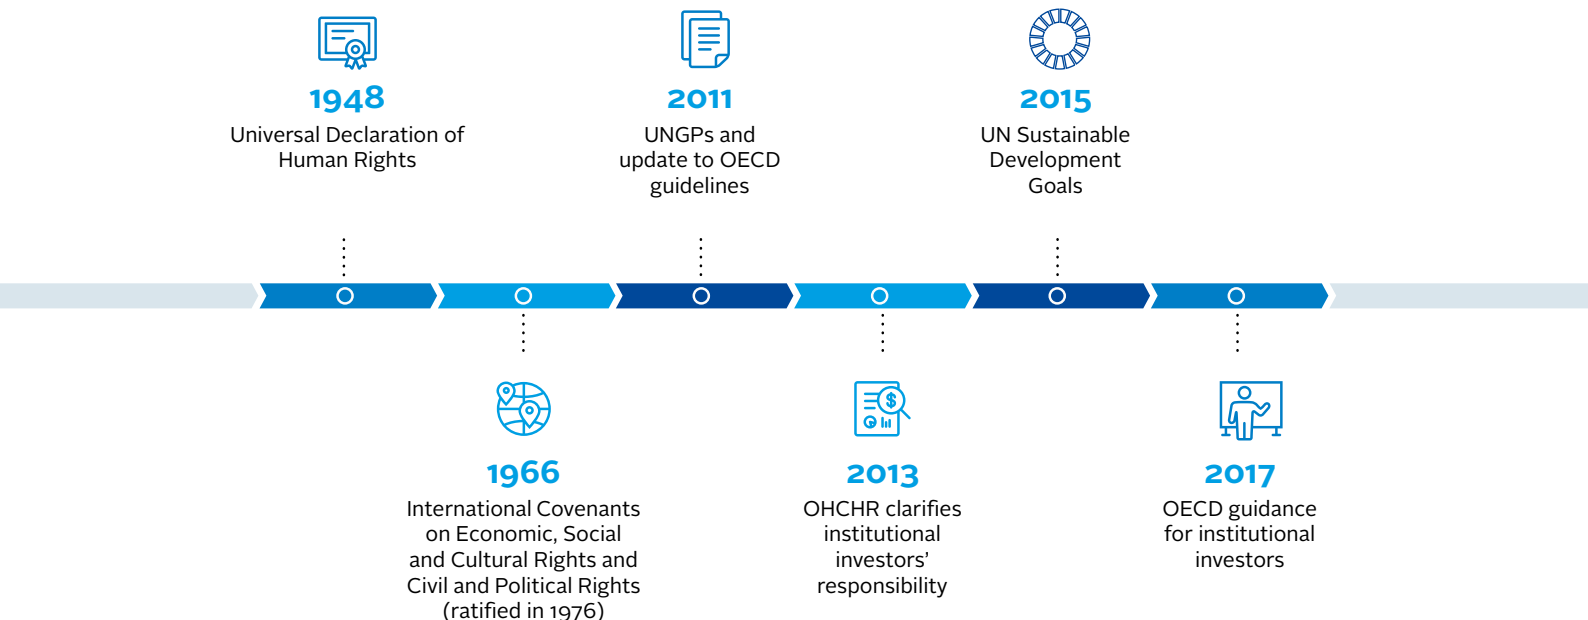 1948
Universal Declaration of
Human Rights
2011
UNGPs and
update to OECD
guidelines
2015
UN Sustainable
Development
Goals
1966
International Covenants
on Economic, Social
and Cultural Rights and
Civil and Political Rights
(ratified in 1976)
2013
OHCHR clarifies
institutional
investors’
responsibility
2017
OECD guidance
for institutional
investors
$